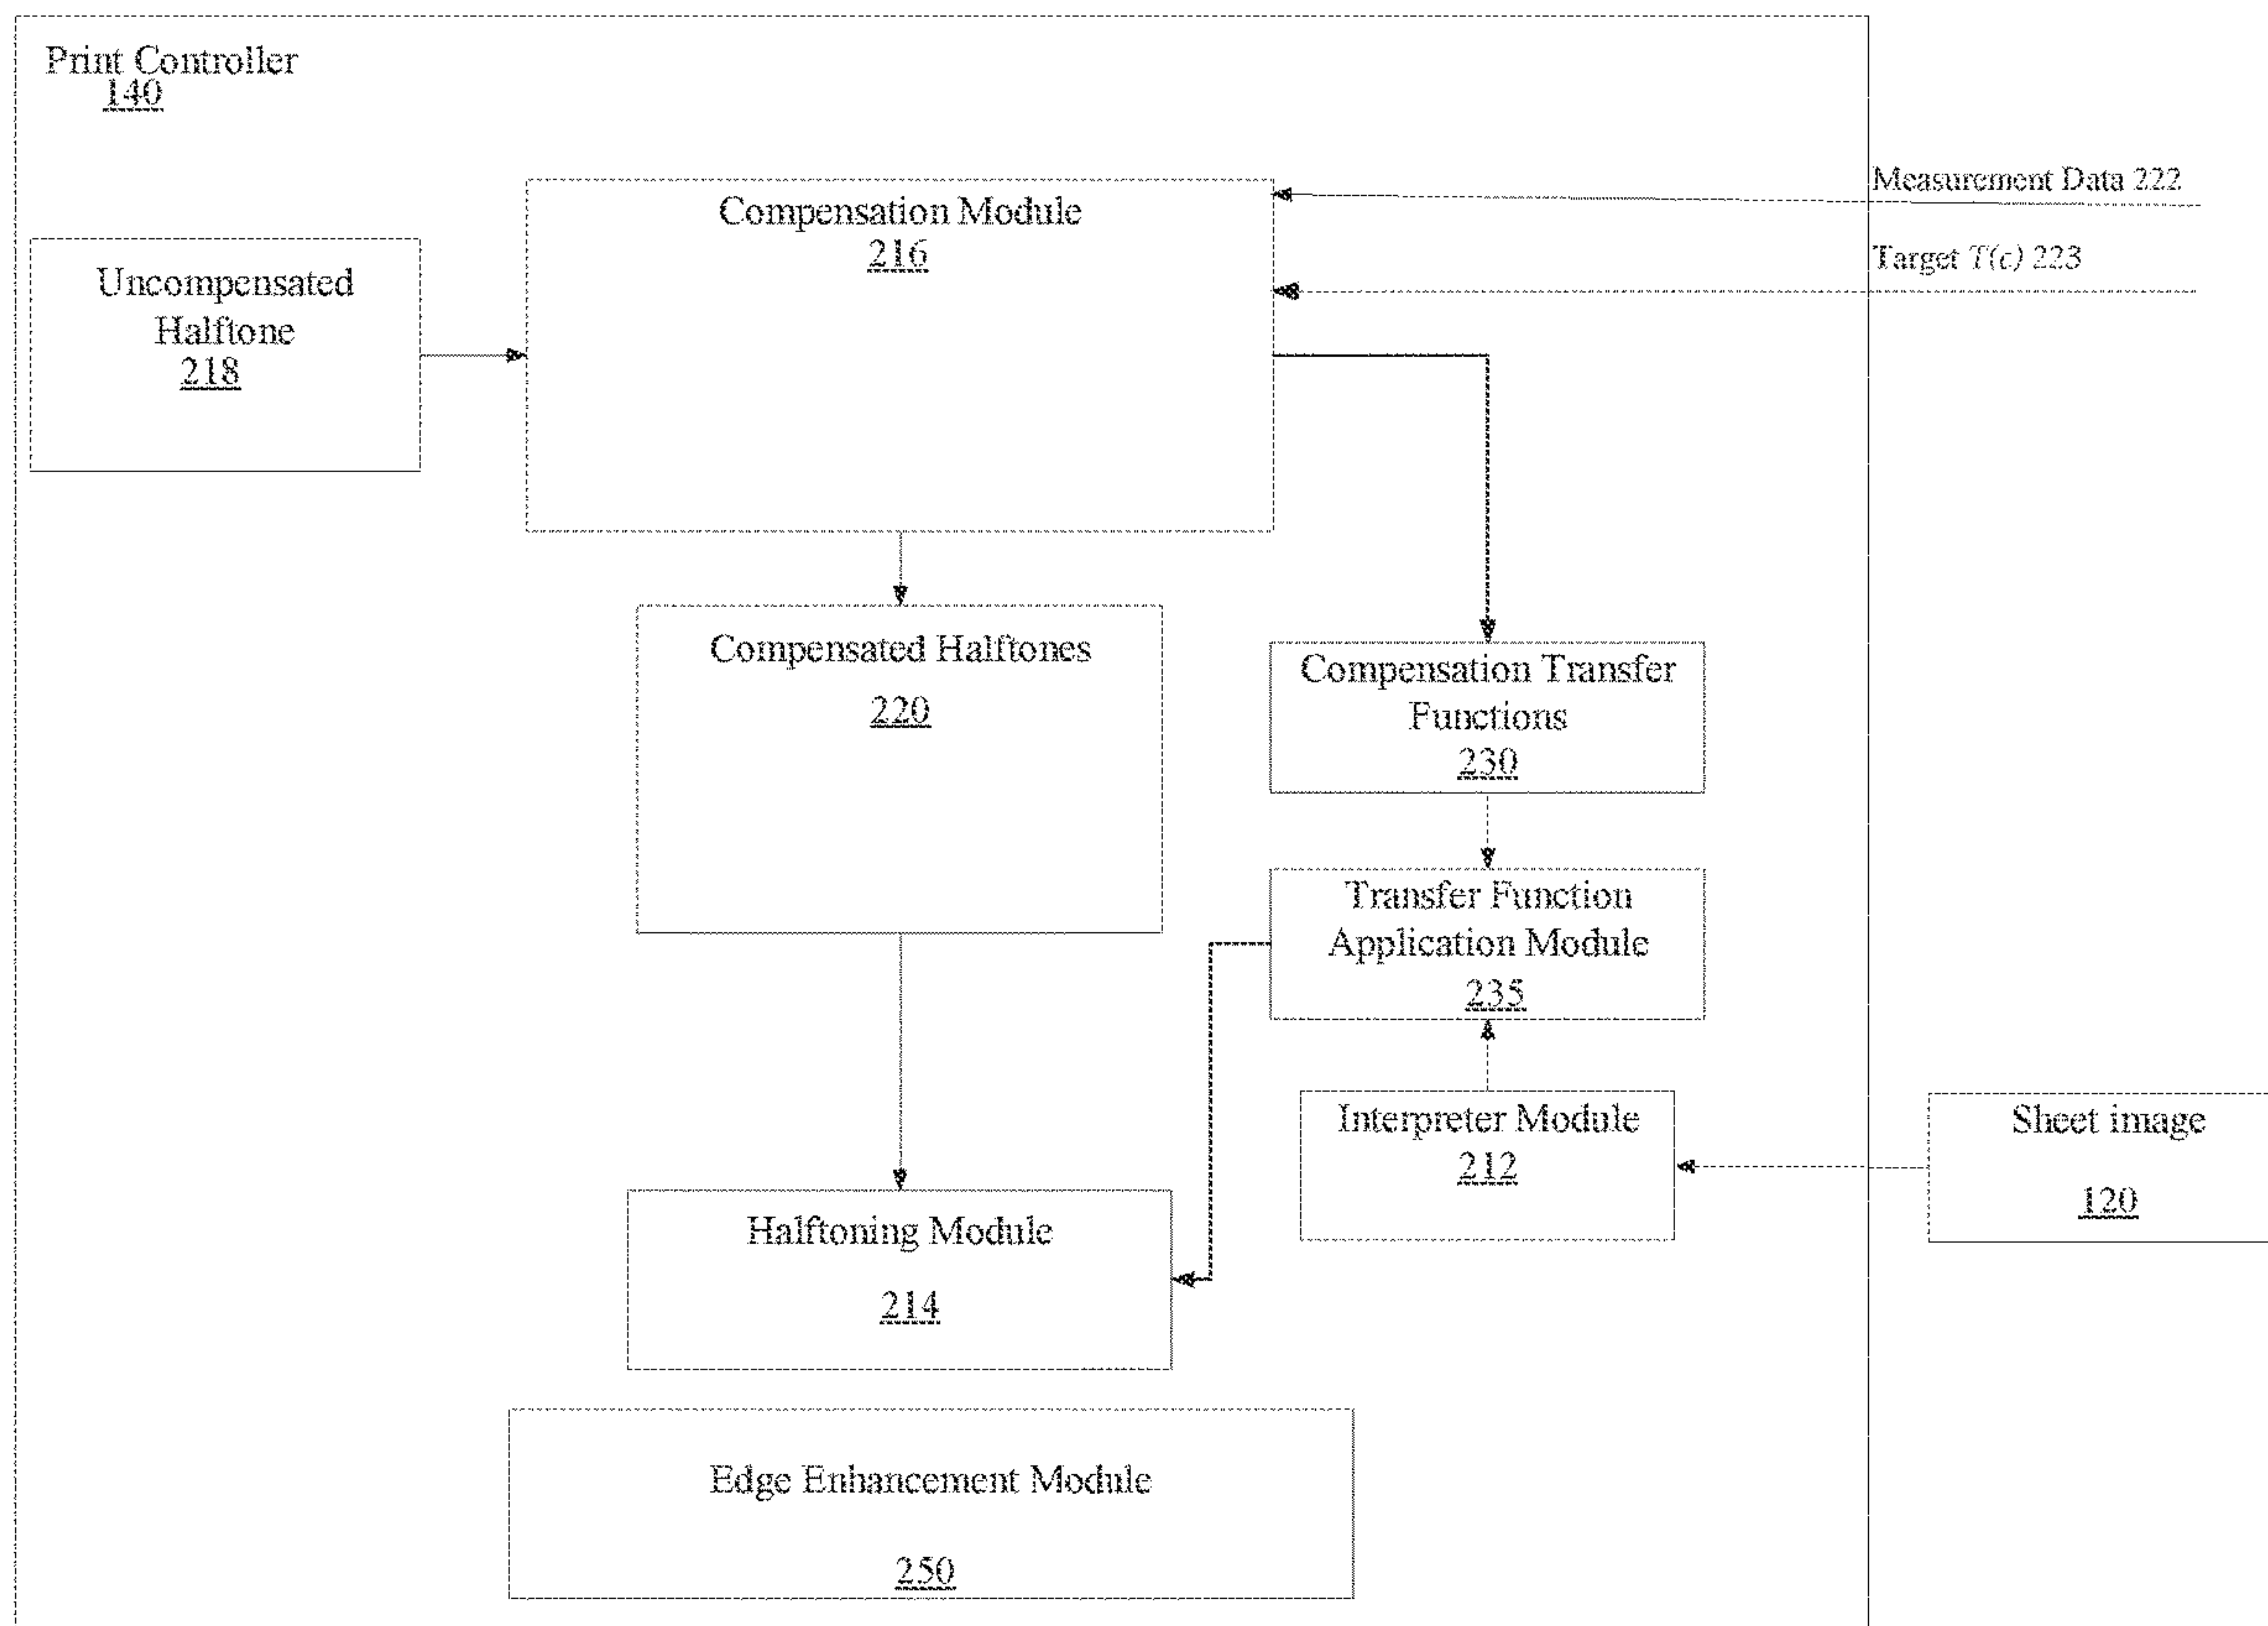 Print Controller
140
Measurement Data 222
Compensation Module
216
Target T(c) 223
Uncompensated
Halftone
218
Compensated Halftones
220
Compensation Transfer
Functions
230
Transfer Function
Application Module
235
Interpreter Module
212
Sheet image
120
Halftoning Module
214
Edge Enhancement Module
250